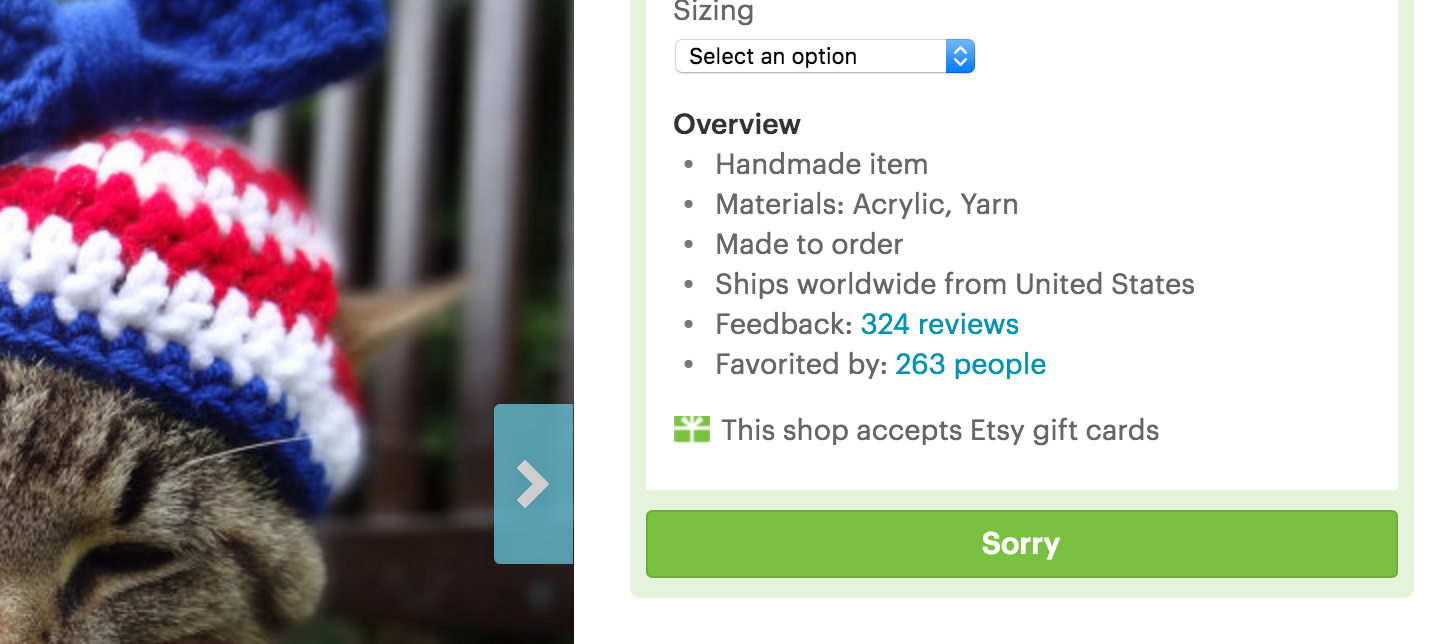 Sizing
Select an option
Overview
• Handmade item
• Materials: Acrylic, Yarn
• Made to order
• Ships worldwide from United States
• Feedback: 324 reviews
• Favorited by: 263 people
This shop accepts Etsy gift cards
Sorry